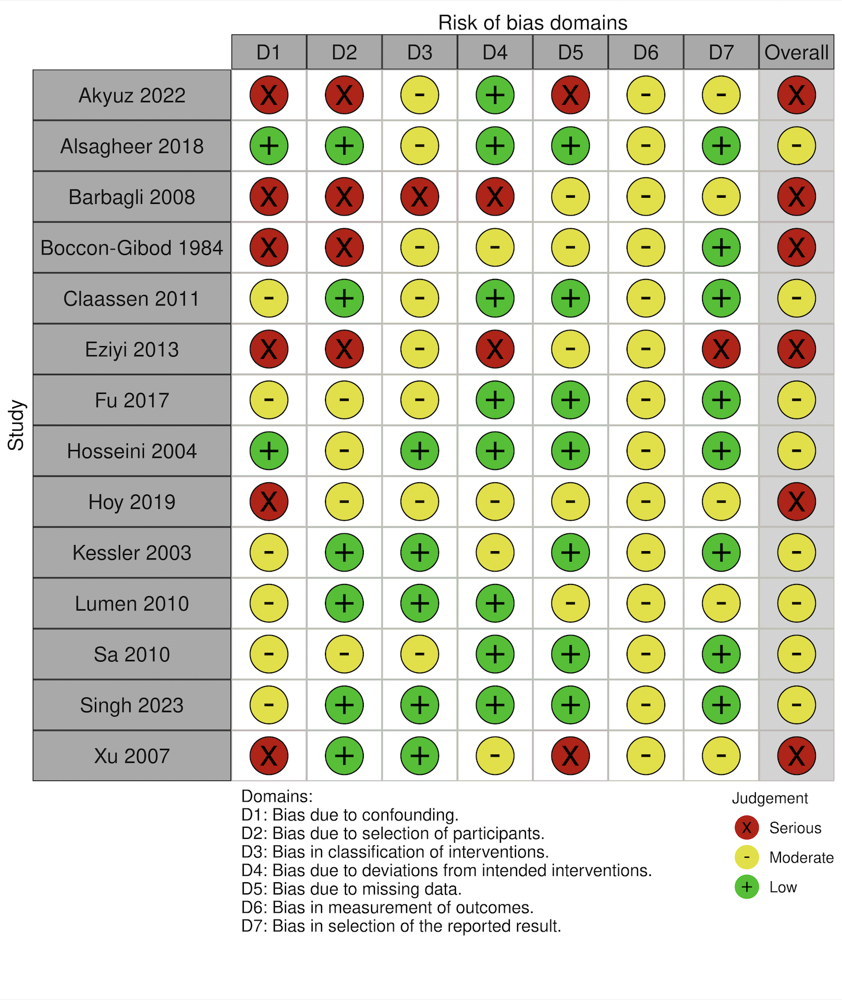 Risk of bias domains
D1 D2 D3 D4 D5 D6 D7 Overall
Study
Akyuz 2022 X X - + X - - X
Alsagheer 2018 + + - + + - + -
Barbagli 2008 X X X X - - - X
Boccon-Gibod 1984 X X - - - - + X
Claassen 2011 - + - + + - + -
Eziyi 2013 X X - X - - X X
Fu 2017 - - - + + - + -
Hosseini 2004 + - + + + - + -
Hoy 2019 X - - - - - - X
Kessler 2003 - + + - + - + -
Lumen 2010 - + + + - - - -
Sa 2010 - - - + + - + -
Singh 2023 - + + + + - + -
Xu 2007 X + + - X - - X
Domains:
D1: Bias due to confounding.
D2: Bias due to selection of participants.
D3: Bias in classification of interventions.
D4: Bias due to deviations from intended interventions.
D5: Bias due to missing data.
D6: Bias in measurement of outcomes.
D7: Bias in selection of the reported result.
Judgement
X Serious
- Moderate
+ Low